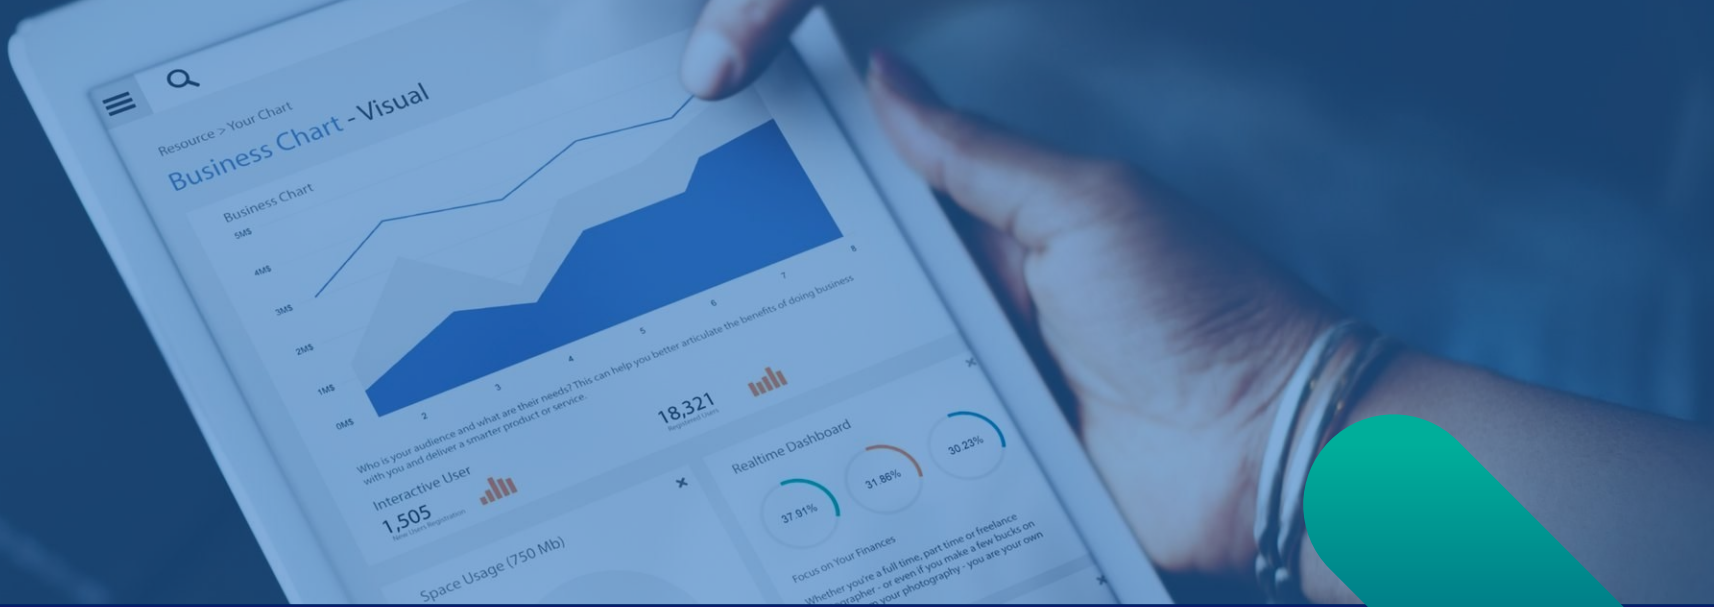 Resource > Your Chart
Business Chart - Visual
Business Chart
5M$
4M$
3M$
2M$
1M$
0M$
2
3
4
5
6
7
8
Who is your audience and what are their needs? This can help you better articulate the benefits of doing business
with you and deliver a smarter product or service.
Interactive User
1,505
New Users Registration
18,321
Registered Users
Space Usage (750 Mb)
Realtime Dashboard
37.91%
31.86%
30.23%
Focus on Your Finances
Whether you're a full time, part time or freelance
grapher - or even if you make a few bucks on
your photography - you are your own